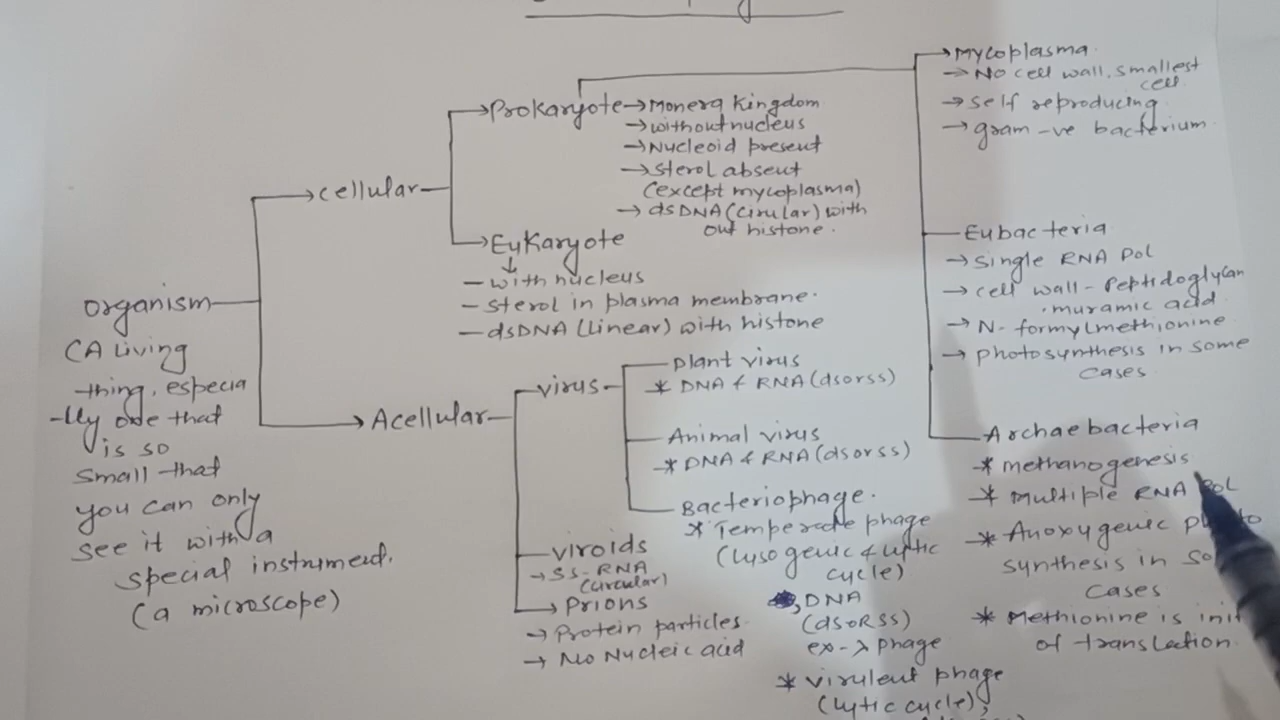 organism
(A Living
thing, especia
-lly one that
is so
small that
you can only
see it with a
special instrument.
(a microscope)
cellular
→Prokaryote→Monera Kingdom
→without nucleus
→Nucleoid present
→Sterol absent
(except mycoplasma)
→ dsDNA (Cirular) with
out histone.
→Eukaryote
- with nucleus
- sterol in plasma membrane.
- dsDNA (Linear) with histone
Acellular
virus
plant virus
* DNA & RNA (ds or ss)
Animal virus
* DNA & RNA (ds or ss)
Bacteriophage.
* Temperate phage
(Lysogenic & Lytic
cycle)
DNA
(ds or ss)
ex- λ phage
* virulent phage
(Lytic cycle),
viroids
→ SS-RNA
(circular)
Prions
→ Protein particles
→ No Nucleic acid
Mycoplasma
→ No cell wall, smallest
cell
→ self reproducing
→ gram -ve bacterium
Eubacteria
→ Single RNA Pol
→ cell wall - Peptidoglycan
muramic acid
→ N- formylmethionine
→ photosynthesis in some
cases
Archaebacteria
* methanogenesis
* Multiple RNA Pol
* Anoxygenic
synthesis in
cases
* Methionine is
of translation.